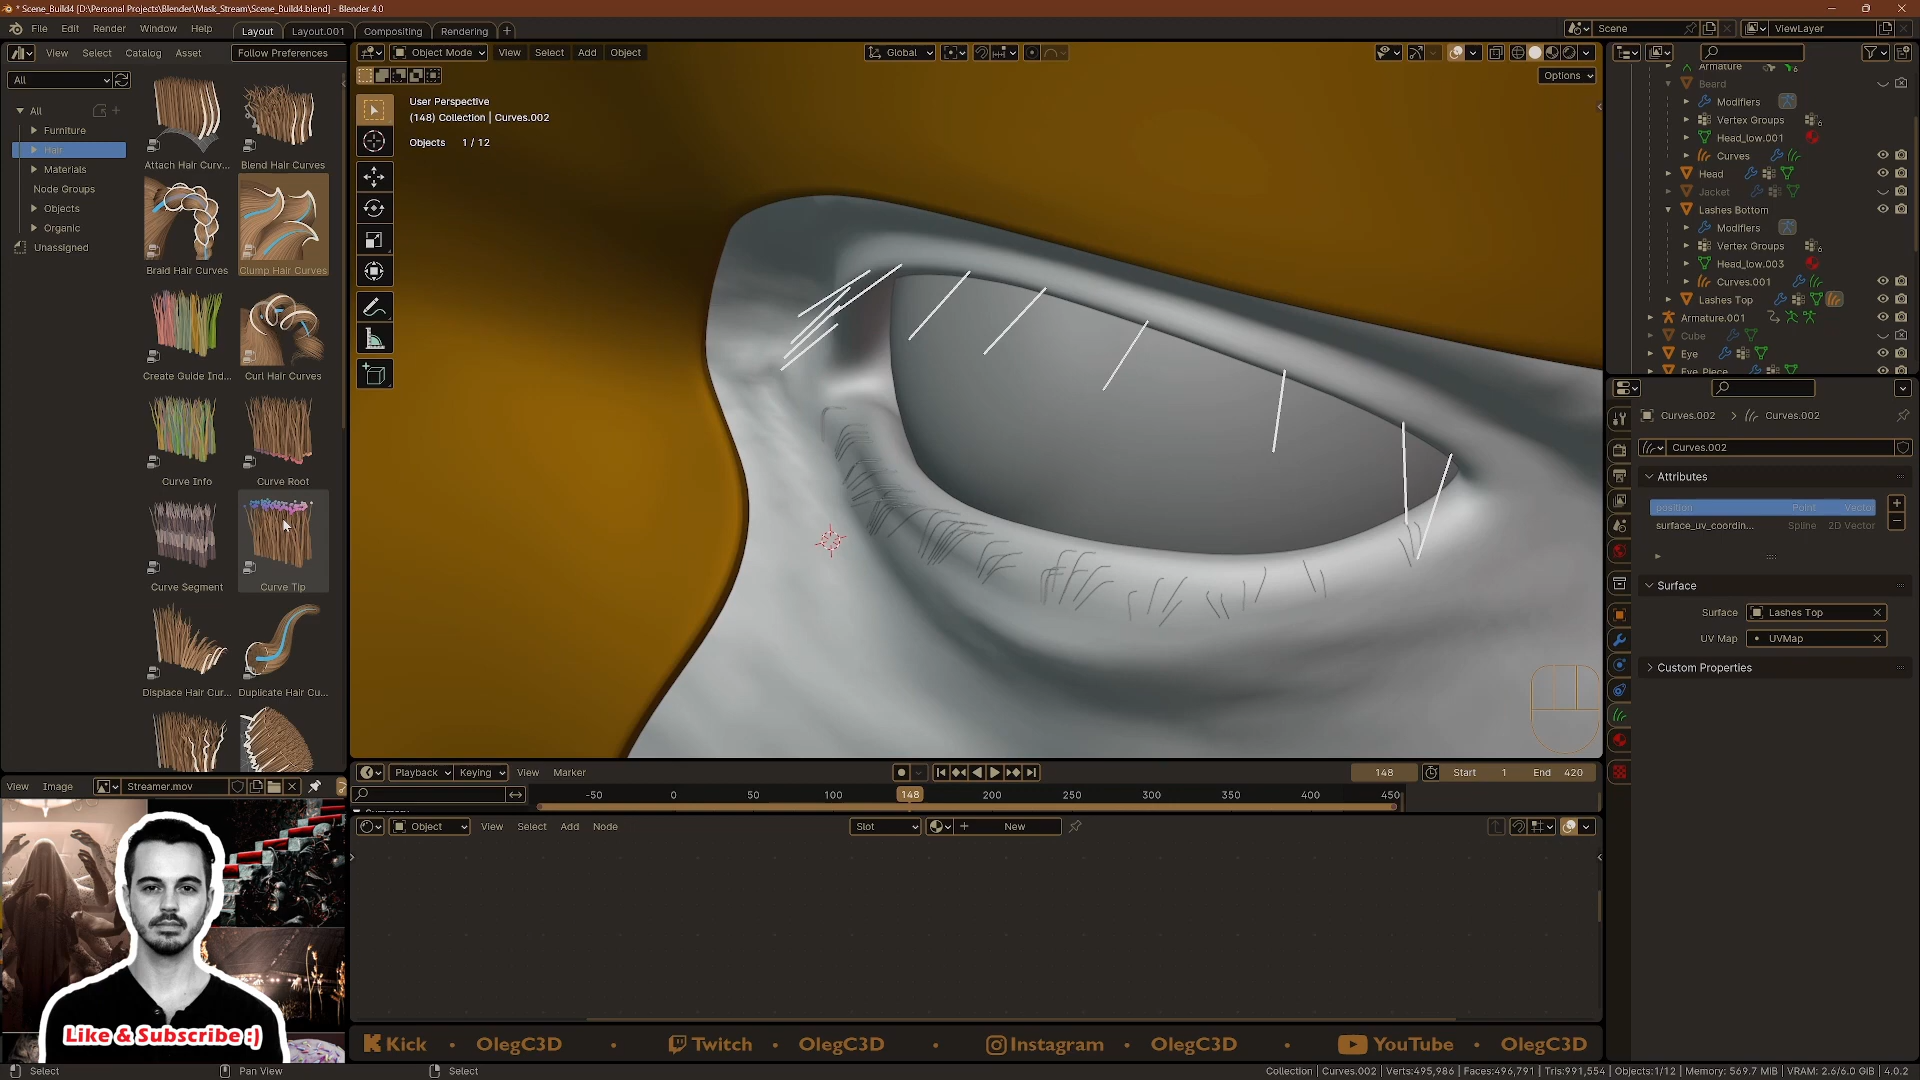 * Scene_Build4 [D:\Personal Projects\Blender\Mask_Stream\Scene_Build4.blend] - Blender 4.0
File Edit Render Window Help Layout Layout.001 Compositing Rendering +
Scene ViewLayer
View Select Catalog Asset Follow Preferences
Object Mode View Select Add Object Global
Options
All
All
Furniture
Hair
Materials
Node Groups
Objects
Organic
Unassigned
Attach Hair Curv... Blend Hair Curves
Braid Hair Curves Clump Hair Curves
Create Guide Ind... Curl Hair Curves
Curve Info Curve Root
Curve Segment Curve Tip
Displace Hair Cur... Duplicate Hair Cu...
User Perspective
(148) Collection | Curves.002
Objects 1 / 12
Armature
Beard
Modifiers
Vertex Groups
Head_low.001
Curves
Head
Jacket
Lashes Bottom
Modifiers
Vertex Groups
Head_low.003
Curves.001
Lashes Top
Armature.001
Cube
Eye
Eye Piece
Curves.002 > Curves.002
Curves.002
Attributes
position Point Vector
surface_uv_coordin... Spline 2D Vector
Surface
Surface Lashes Top
UV Map UVMap
Custom Properties
Playback Keying View Marker
148 Start 1 End 420
-50 0 50 100 148 200 250 300 350 400 450
View Image Streamer.mov
Object View Select Add Node Slot New
Like & Subscribe :)
Kick • OlegC3D • Twitch • OlegC3D • Instagram • OlegC3D • YouTube • OlegC3D
Select Pan View Select
Collection | Curves.002 | Verts:495,986 | Faces:496,791 | Tris:991,554 | Objects:1/12 | Memory: 569.7 MiB | VRAM: 2.6/6.0 GiB | 4.0.2